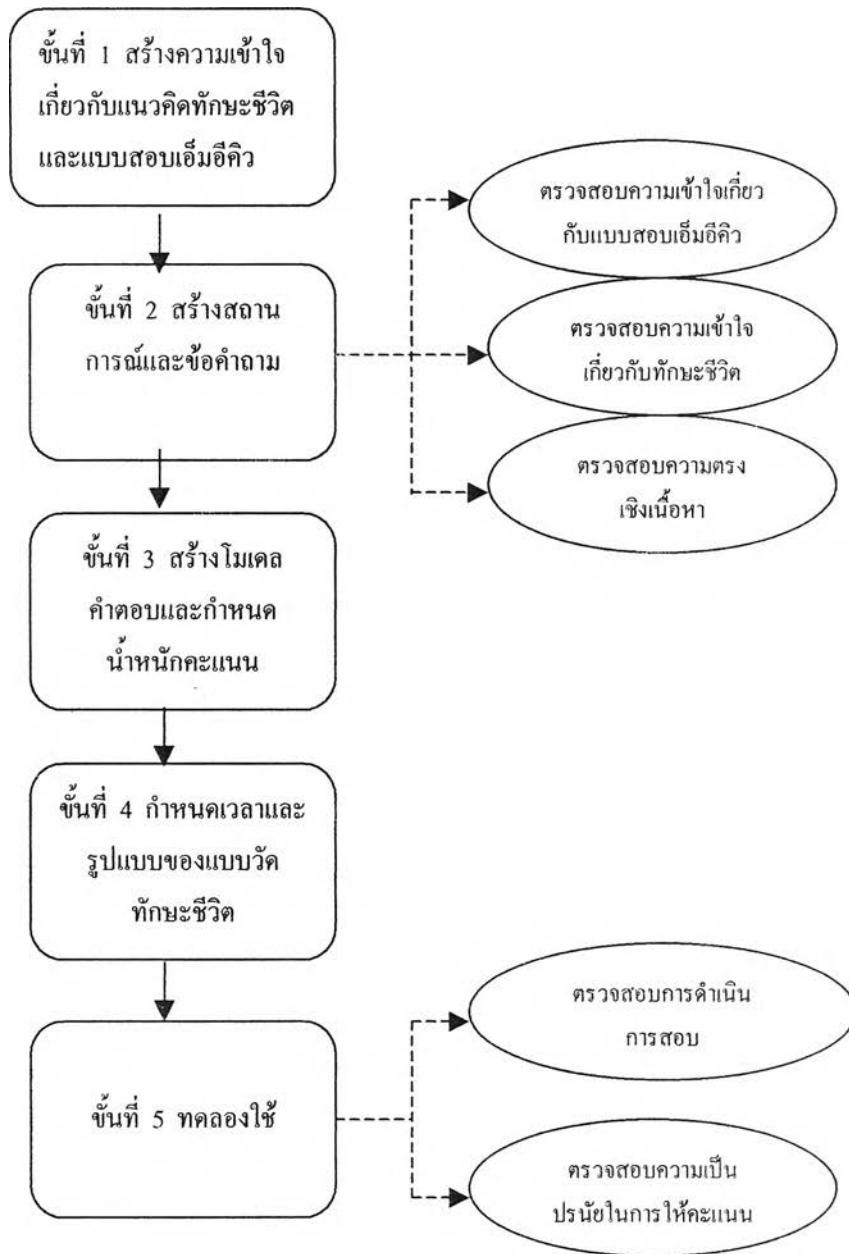 ขั้นที่ 1 สร้างความเข้าใจ
เกี่ยวกับแนวคิดทักษะชีวิต
และแบบสอบเอ็มอีคิว
ตรวจสอบความเข้าใจเกี่ยว
กับแบบสอบเอ็มอีคิว
ขั้นที่ 2 สร้างสถาน
การณ์และข้อคำถาม
ตรวจสอบความเข้าใจ
เกี่ยวกับทักษะชีวิต
ตรวจสอบความตรง
เชิงเนื้อหา
ขั้นที่ 3 สร้างโมเดล
คำตอบและกำหนด
น้ำหนักคะแนน
ขั้นที่ 4 กำหนดเวลาและ
รูปแบบของแบบวัด
ทักษะชีวิต
ตรวจสอบการดำเนิน
การสอบ
ขั้นที่ 5 ทดลองใช้
ตรวจสอบความเป็น
ปรนัยในการให้คะแนน